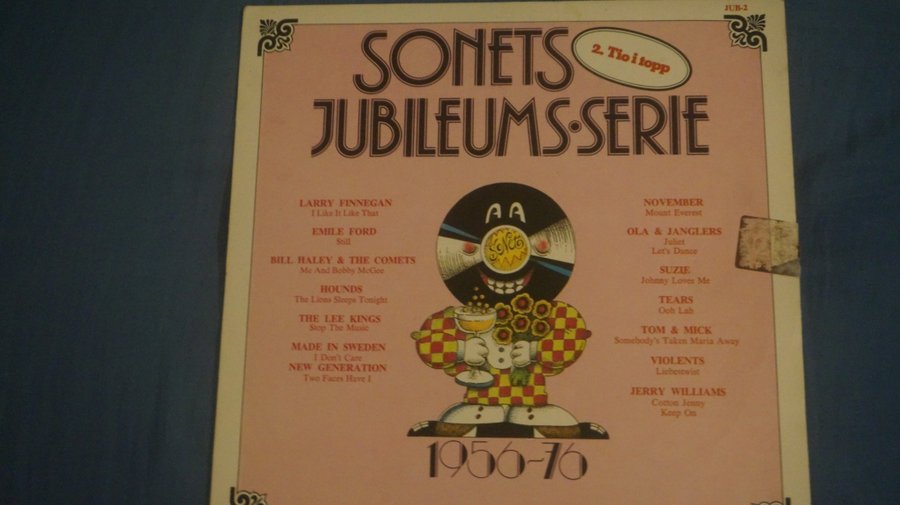 JUB-2
SONETS
2. Tio i topp
JUBILEUMS·SERIE
LARRY FINNEGAN
I Like It Like That
EMILE FORD
Still
BILL HALEY & THE COMETS
Me And Bobby McGee
HOUNDS
The Lions Sleeps Tonight
THE LEE KINGS
Stop The Music
MADE IN SWEDEN
I Don't Care
NEW GENERATION
Two Faces Have I
SONET
NOVEMBER
Mount Everest
OLA & JANGLERS
Juliet
Let's Dance
SUZIE
Johnny Loves Me
TEARS
Ooh Lah
TOM & MICK
Somebody's Taken Maria Away
VIOLENTS
Liebestwist
JERRY WILLIAMS
Cotton Jenny
Keep On
1956-76